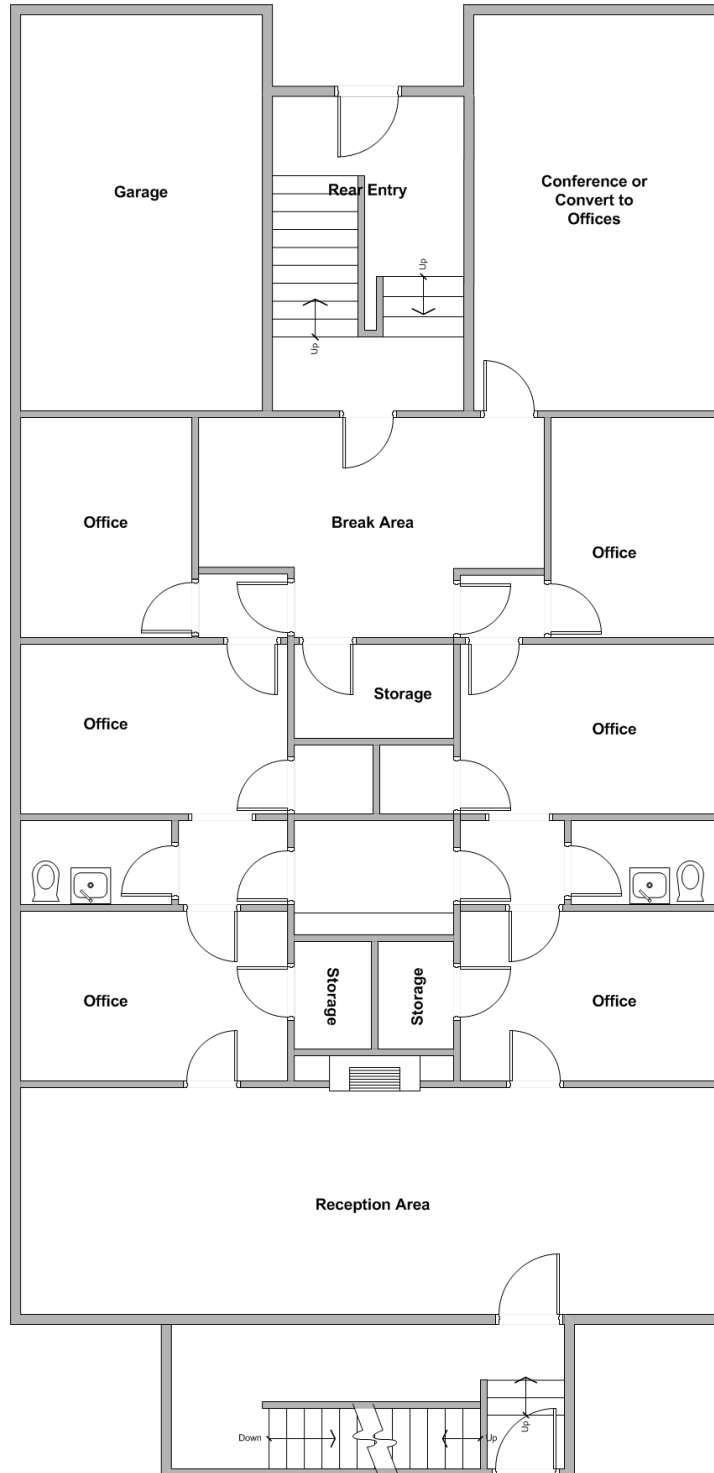 Garage
Rear Entry
Conference or
Convert to
Offices
Up
Up
Office
Break Area
Office
Office
Storage
Office
Office
Storage
Storage
Office
Reception Area
Down
Up
Up